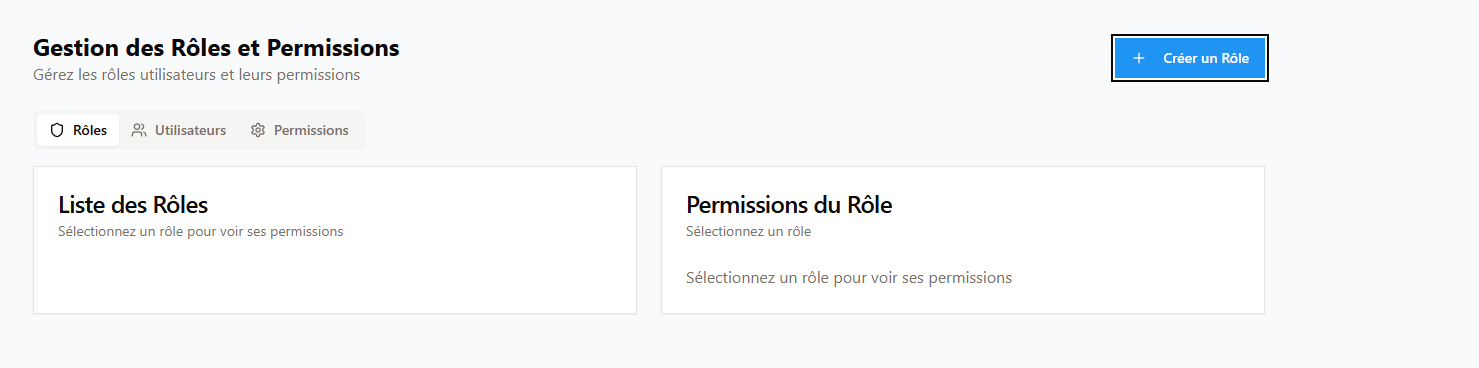 Gestion des Rôles et Permissions
Gérez les rôles utilisateurs et leurs permissions
Créer un Rôle
Rôles
Utilisateurs
Permissions
Liste des Rôles
Sélectionnez un rôle pour voir ses permissions
Permissions du Rôle
Sélectionnez un rôle
Sélectionnez un rôle pour voir ses permissions